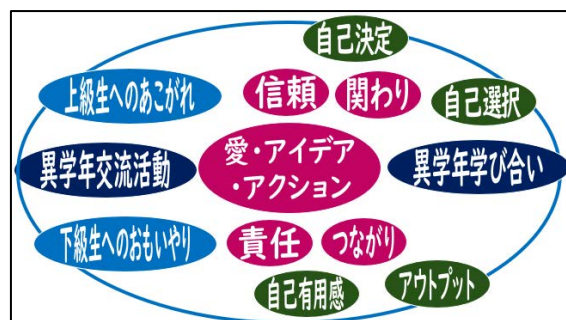 自己決定
上級生へのあこがれ
信頼
関わり
自己選択
異学年交流活動
愛・アイデア
・アクション
異学年学び合い
下級生へのおもいやり
責任
つながり
自己有用感
アウトプット